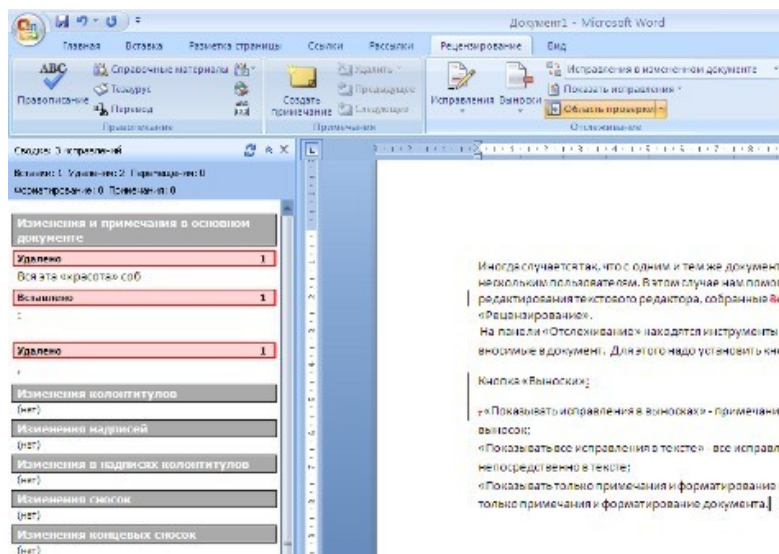 Документ1 - Microsoft Word
Главная Вставка Разметка страницы Ссылки Рассылки Рецензирование Вид
ABC
Правописание
Справочные материалы
Тезаурус
Перевод
Правописание
Создать примечание
Удалить
Предыдущее
Следующее
Примечания
Исправления
Выноски
Исправления в измененном документе
Показать исправления
Область проверки
Отслеживание
Сводка: 3 исправлений
Вставки: 1 Удаления: 2 Перемещения: 0
Форматирование: 0 Примечания: 0
Изменения и примечания в основном
документе
Удалено 1
Вся эта «красота» соб
Вставлено 1
:
Удалено 1
,
Изменения колонтитулов
(нет)
Изменения надписей
(нет)
Изменения в надписях колонтитулов
(нет)
Изменения сносок
(нет)
Изменения концевых сносок
(нет)
Иногда случается так, что с одним и тем же документ
нескольким пользователям. В этом случае нам помо
редактирования текстового редактора, собранные
«Рецензирование».
На панели «Отслеживание» находятся инструменты
вносимые в документ. Для этого надо установить кн
Кнопка «Выноски»:
, «Показывать исправления в выносках» - примечани
выносок;
«Показывать все исправления в тексте» - все исправл
непосредственно в тексте;
«Показывать только примечания и форматирование
только примечания и форматирование документа.